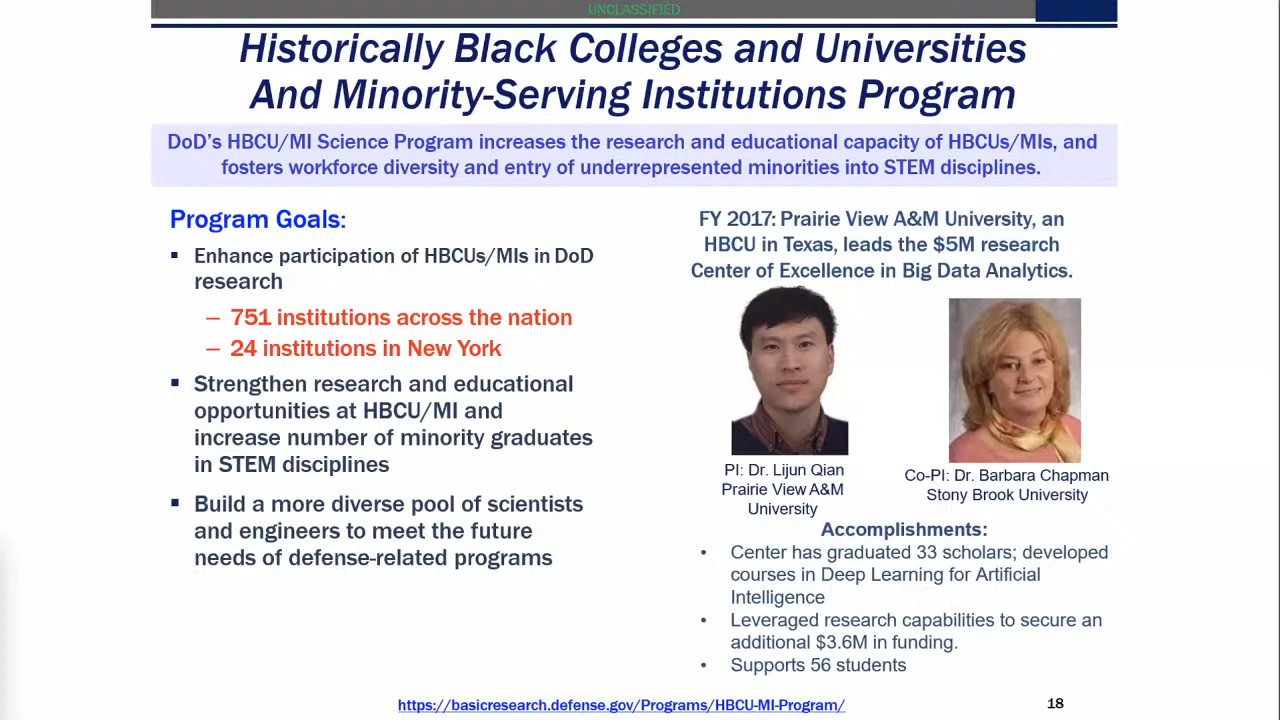 UNCLASSIFIED
Historically Black Colleges and Universities
And Minority-Serving Institutions Program
DoD's HBCU/MI Science Program increases the research and educational capacity of HBCUs/MIs, and
fosters workforce diversity and entry of underrepresented minorities into STEM disciplines.
Program Goals:
▪ Enhance participation of HBCUs/MIs in DoD
research
– 751 institutions across the nation
– 24 institutions in New York
▪ Strengthen research and educational
opportunities at HBCU/MI and
increase number of minority graduates
in STEM disciplines
▪ Build a more diverse pool of scientists
and engineers to meet the future
needs of defense-related programs
FY 2017: Prairie View A&M University, an
HBCU in Texas, leads the $5M research
Center of Excellence in Big Data Analytics.
PI: Dr. Lijun Qian
Prairie View A&M
University
Co-PI: Dr. Barbara Chapman
Stony Brook University
Accomplishments:
• Center has graduated 33 scholars; developed
courses in Deep Learning for Artificial
Intelligence
• Leveraged research capabilities to secure an
additional $3.6M in funding.
• Supports 56 students
https://basicresearch.defense.gov/Programs/HBCU-MI-Program/
18